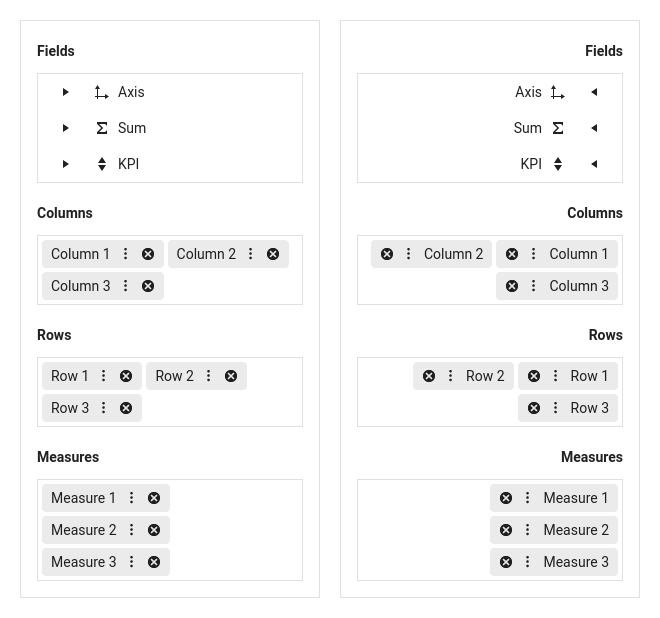 Fields
Axis
Sum
KPI
Columns
Column 1 Column 2
Column 3
Rows
Row 1 Row 2
Row 3
Measures
Measure 1
Measure 2
Measure 3
Fields
Axis
Sum
KPI
Columns
Column 2 Column 1
Column 3
Rows
Row 2 Row 1
Row 3
Measures
Measure 1
Measure 2
Measure 3